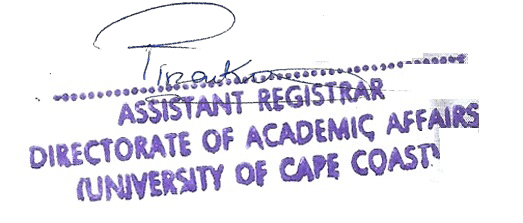 ASSISTANT REGISTRAR
DIRECTORATE OF ACADEMIC AFFAIRS
(UNIVERSITY OF CAPE COAST)